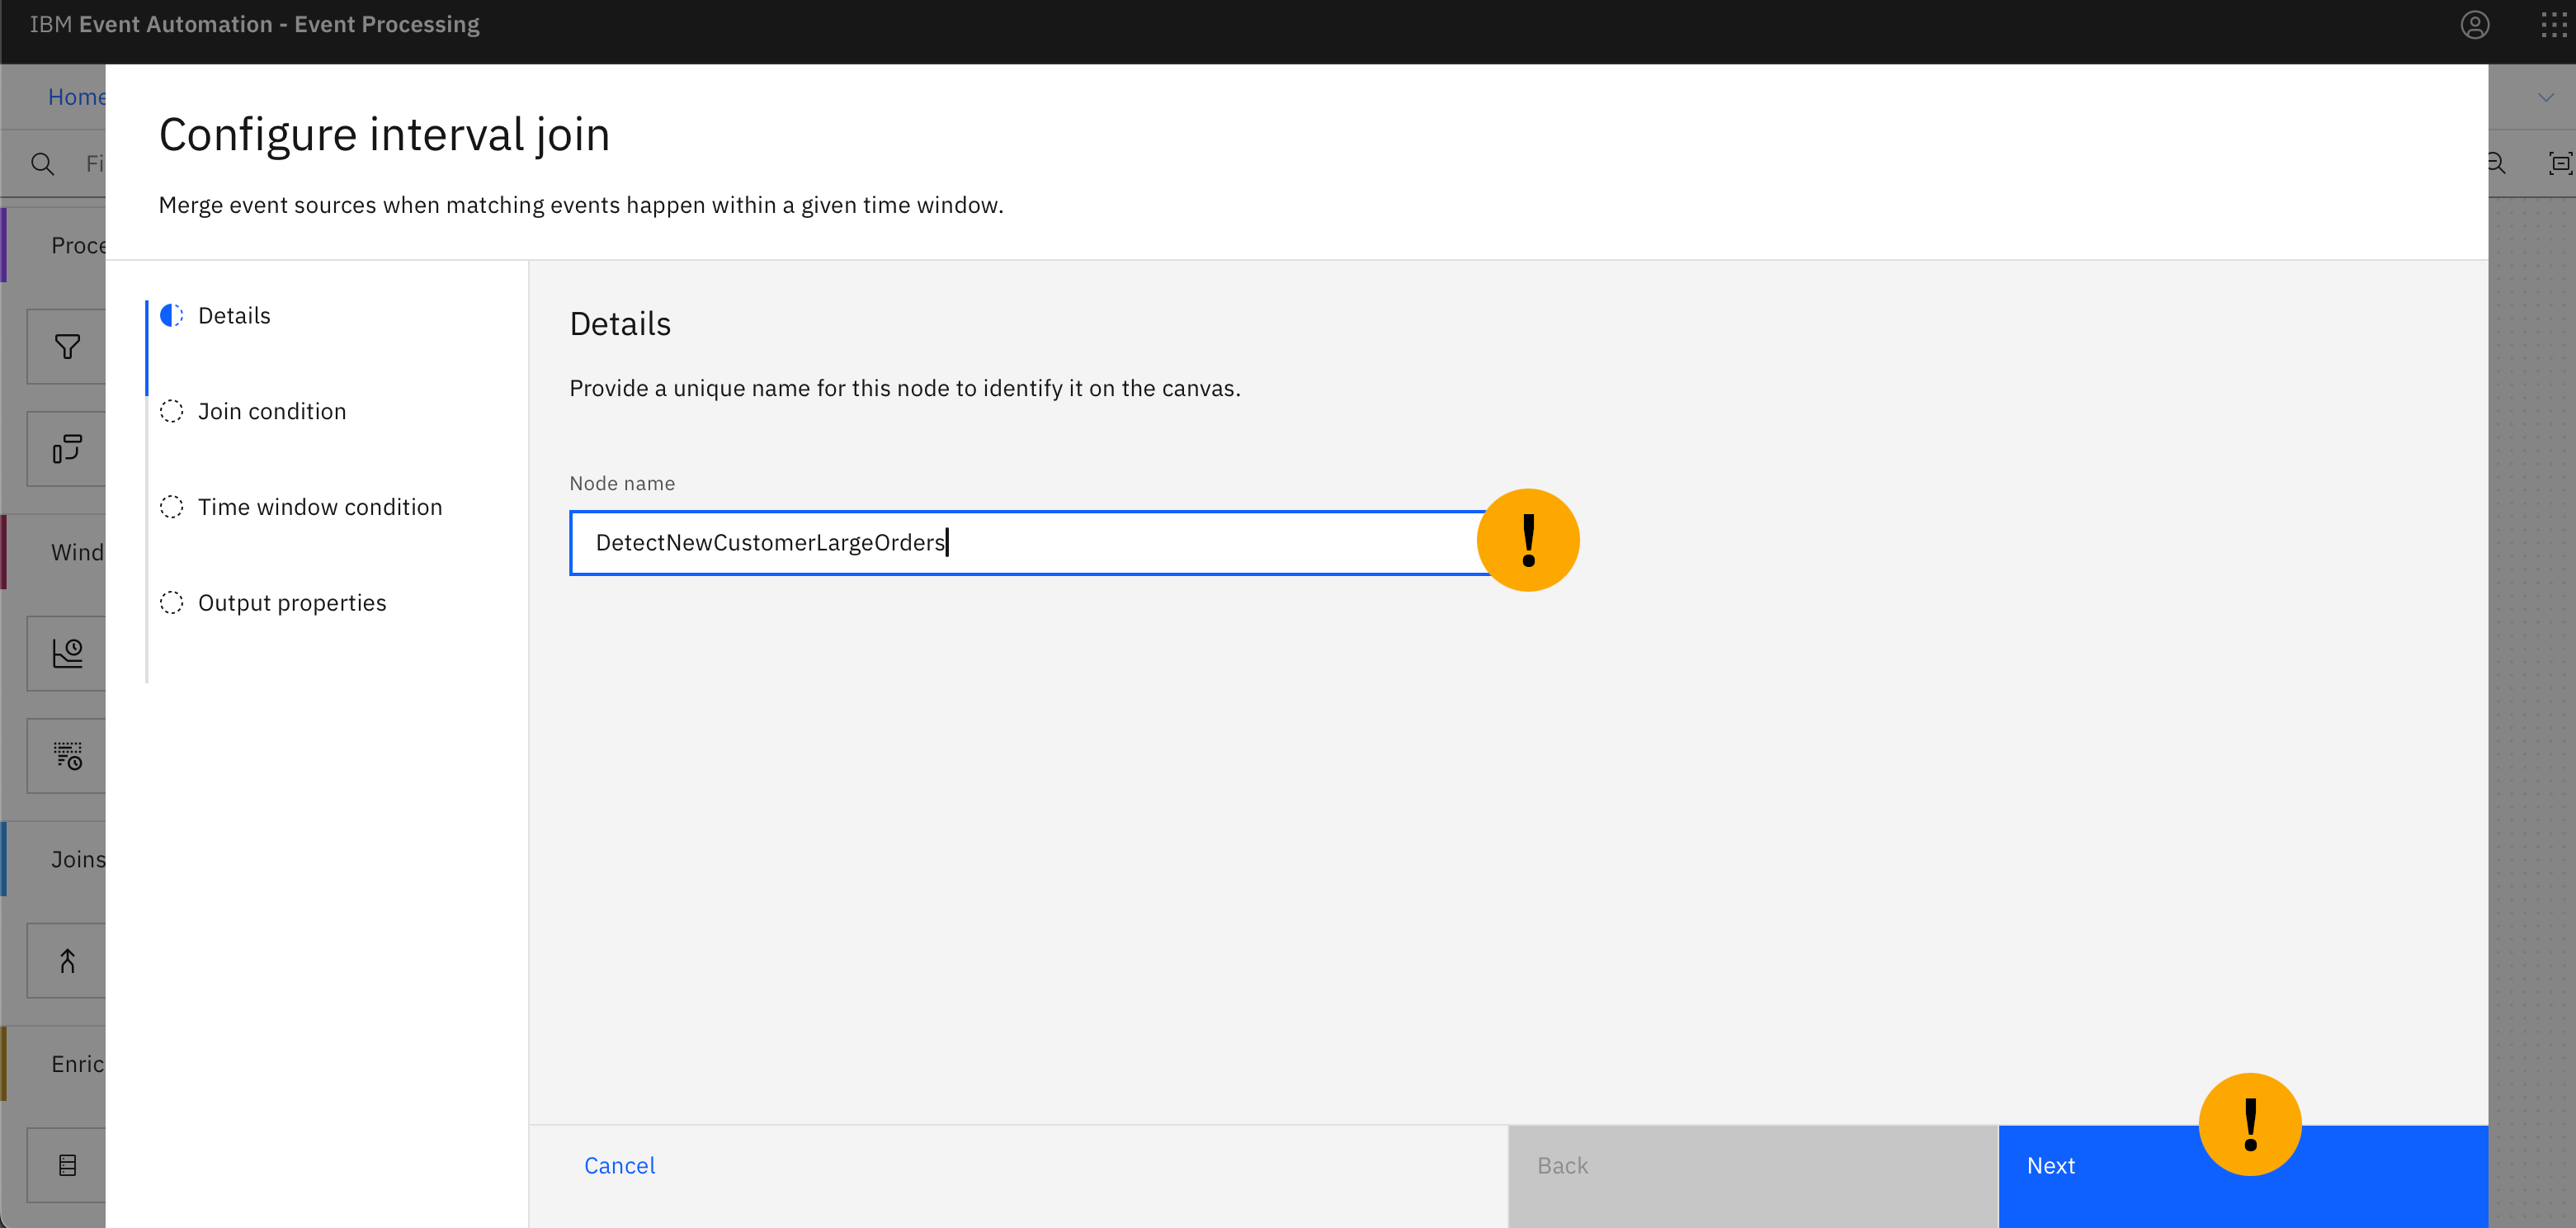 IBM Event Automation - Event Processing
Home
Fi
Configure interval join
Merge event sources when matching events happen within a given time window.
Proce
Wind
Joins
Enric
Details
Join condition
Time window condition
Output properties
Details
Provide a unique name for this node to identify it on the canvas.
Node name
DetectNewCustomerLargeOrders
!
!
Cancel
Back
Next